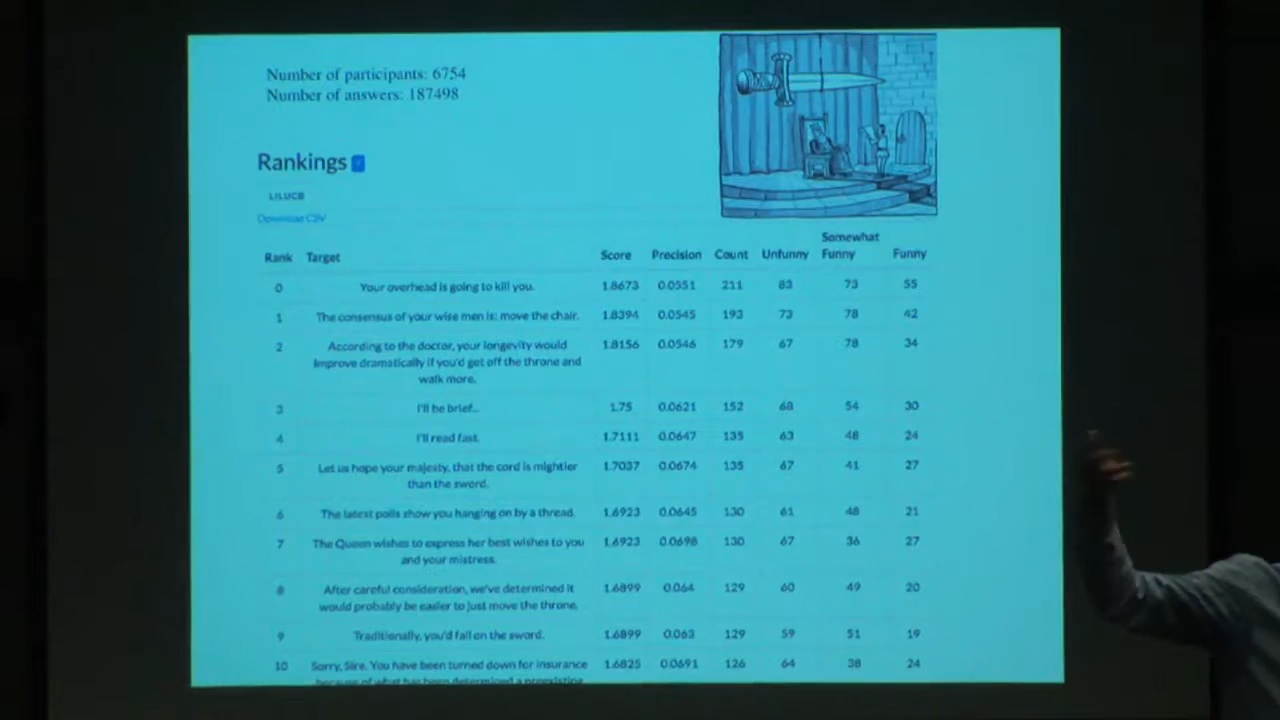 Number of participants: 6754
Number of answers: 187498
Rankings
LILUCB
Download CSV
Rank Target Score Precision Count Unfunny Somewhat Funny Funny
0 Your overhead is going to kill you. 1.8673 0.0551 211 83 73 55
1 The consensus of your wise men is: move the chair. 1.8394 0.0545 193 73 78 42
2 According to the doctor, your longevity would 1.8156 0.0546 179 67 78 34
improve dramatically if you'd get off the throne and
walk more.
3 I'll be brief... 1.75 0.0621 152 68 54 30
4 I'll read fast. 1.7111 0.0647 135 63 48 24
5 Let us hope your majesty, that the cord is mightier 1.7037 0.0674 135 67 41 27
than the sword.
6 The latest polls show you hanging on by a thread. 1.6923 0.0645 130 61 48 21
7 The Queen wishes to express her best wishes to you 1.6923 0.0698 130 67 36 27
and your mistress.
8 After careful consideration, we've determined it 1.6899 0.064 129 60 49 20
would probably be easier to just move the throne.
9 Traditionally, you'd fall on the sword. 1.6899 0.063 129 59 51 19
10 Sorry, Sire. You have been turned down for insurance 1.6825 0.0691 126 64 38 24
because of what has been determined a preexisting